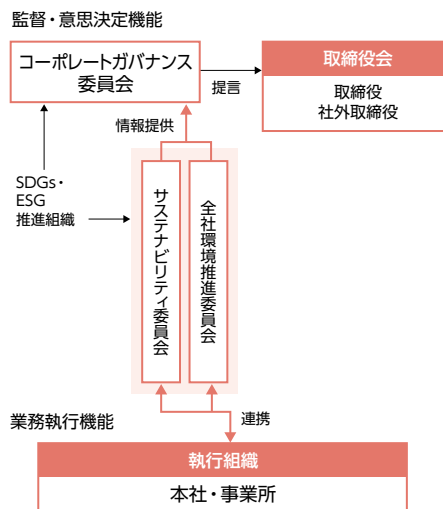 監督・意思決定機能
コーポレートガバナンス
委員会
提言
取締役会
取締役
社外取締役
情報提供
SDGs・
ESG
推進組織
サステナビリティ委員会
全社環境推進委員会
連携
業務執行機能
執行組織
本社・事業所